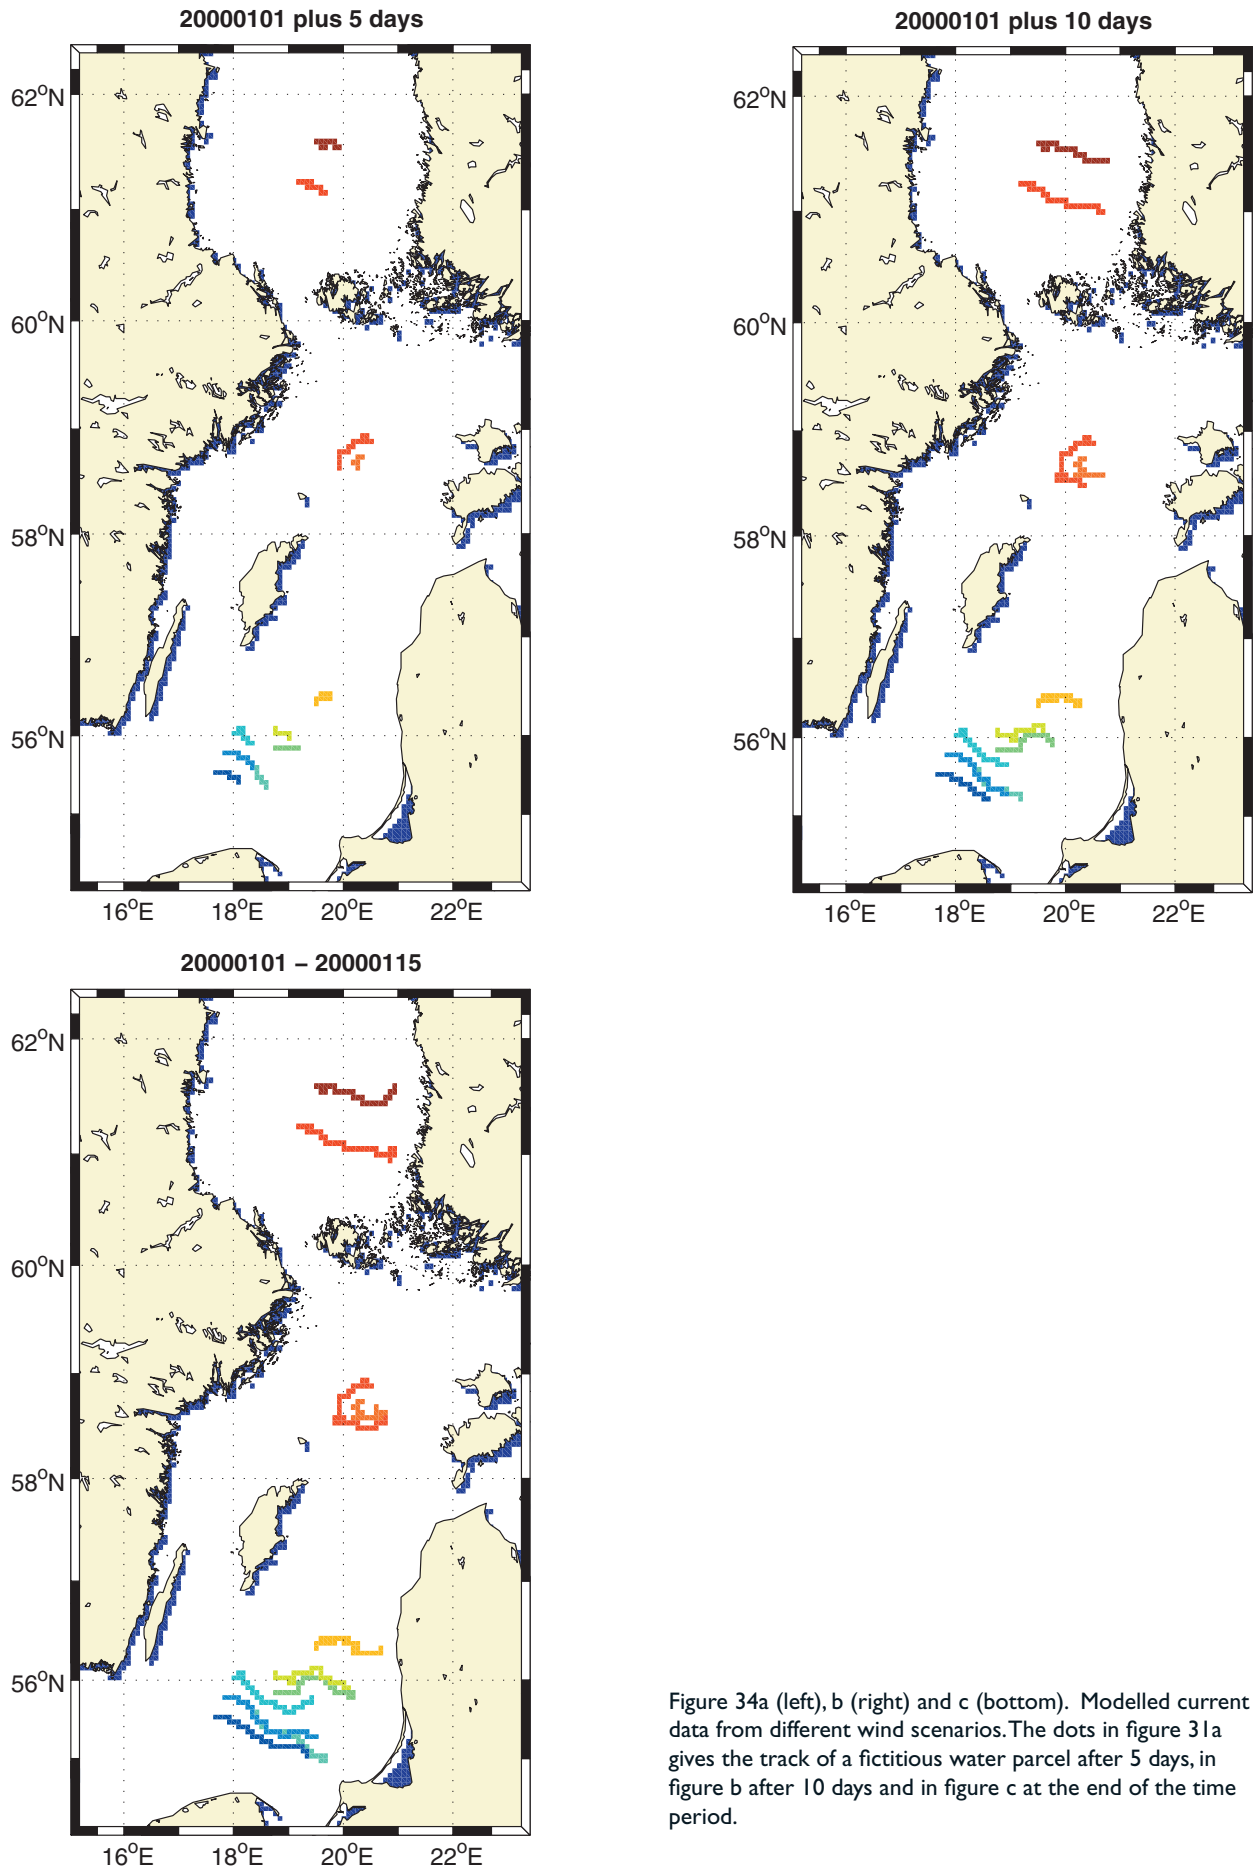 20000101 plus 5 days
62°N
60°N
58°N
56°N
16°E 18°E 20°E 22°E
20000101 plus 10 days
62°N
60°N
58°N
56°N
16°E 18°E 20°E 22°E
20000101 – 20000115
62°N
60°N
58°N
56°N
16°E 18°E 20°E 22°E
Figure 34a (left), b (right) and c (bottom). Modelled current
data from different wind scenarios. The dots in figure 31a
gives the track of a fictitious water parcel after 5 days, in
figure b after 10 days and in figure c at the end of the time
period.